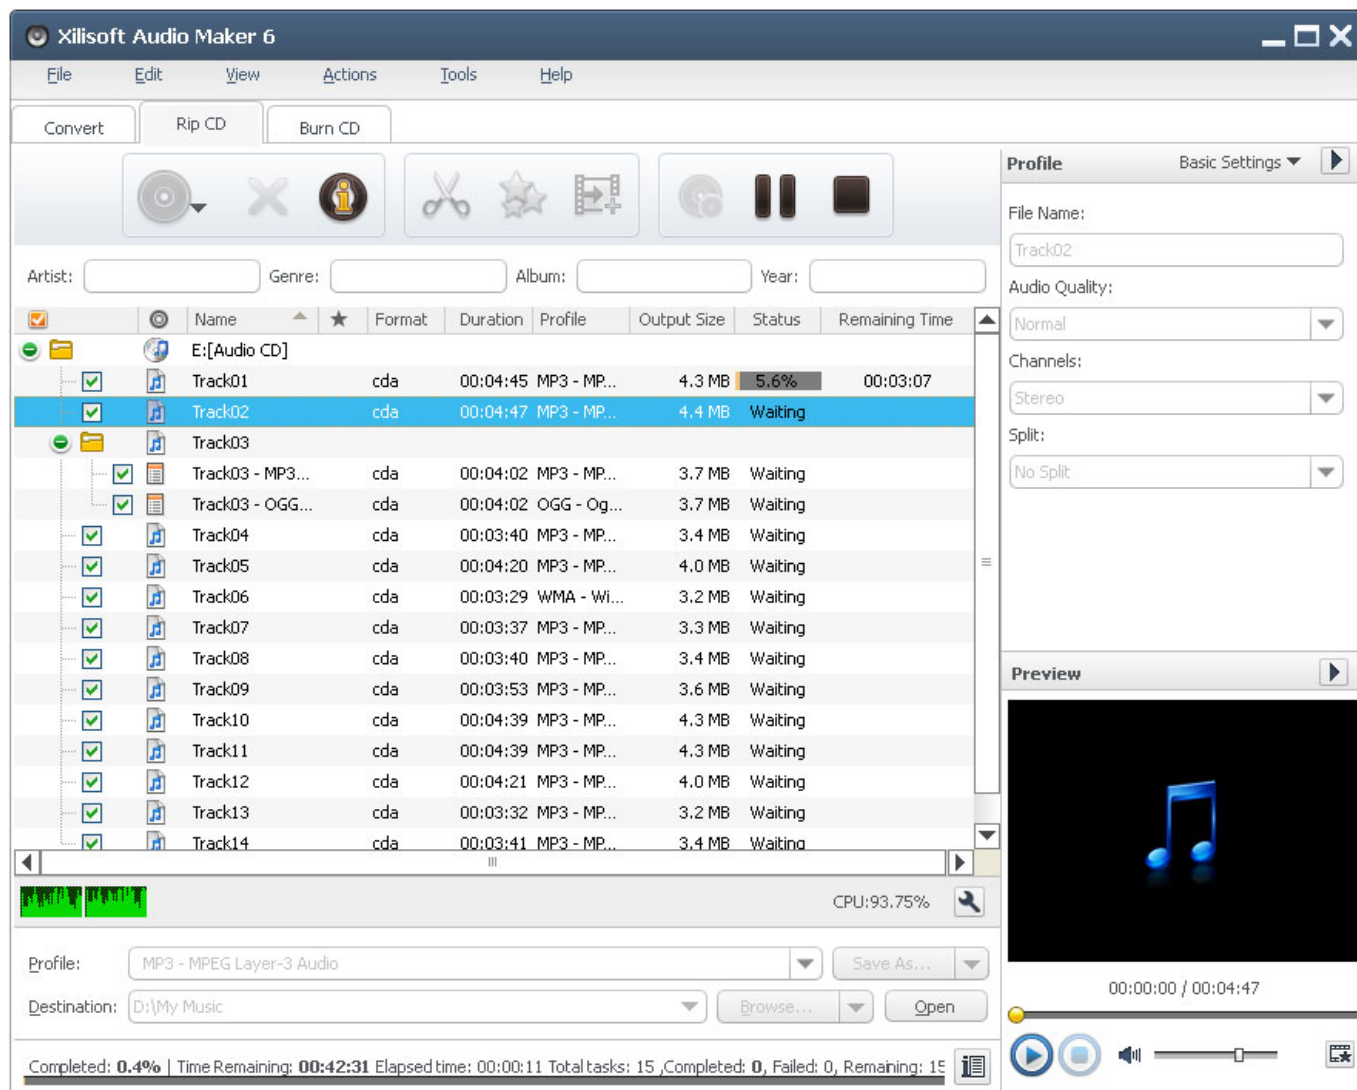 Xilisoft Audio Maker 6
File Edit View Actions Tools Help
Convert Rip CD Burn CD
Artist: Genre: Album: Year:
Name Format Duration Profile Output Size Status Remaining Time
E:[Audio CD]
Track01 cda 00:04:45 MP3 - MP... 4.3 MB 5.6% 00:03:07
Track02 cda 00:04:47 MP3 - MP... 4.4 MB Waiting
Track03
Track03 - MP3... cda 00:04:02 MP3 - MP... 3.7 MB Waiting
Track03 - OGG... cda 00:04:02 OGG - Og... 3.7 MB Waiting
Track04 cda 00:03:40 MP3 - MP... 3.4 MB Waiting
Track05 cda 00:04:20 MP3 - MP... 4.0 MB Waiting
Track06 cda 00:03:29 WMA - Wi... 3.2 MB Waiting
Track07 cda 00:03:37 MP3 - MP... 3.3 MB Waiting
Track08 cda 00:03:40 MP3 - MP... 3.4 MB Waiting
Track09 cda 00:03:53 MP3 - MP... 3.6 MB Waiting
Track10 cda 00:04:39 MP3 - MP... 4.3 MB Waiting
Track11 cda 00:04:39 MP3 - MP... 4.3 MB Waiting
Track12 cda 00:04:21 MP3 - MP... 4.0 MB Waiting
Track13 cda 00:03:32 MP3 - MP... 3.2 MB Waiting
Track14 cda 00:03:41 MP3 - MP... 3.4 MB Waiting
CPU:93.75%
Profile: MP3 - MPEG Layer-3 Audio Save As...
Destination: D:\My Music Browse... Open
Completed: 0.4% | Time Remaining: 00:42:31 Elapsed time: 00:00:11 Total tasks: 15 ,Completed: 0, Failed: 0, Remaining: 15
Profile Basic Settings
File Name:
Track02
Audio Quality:
Normal
Channels:
Stereo
Split:
No Split
Preview
00:00:00 / 00:04:47